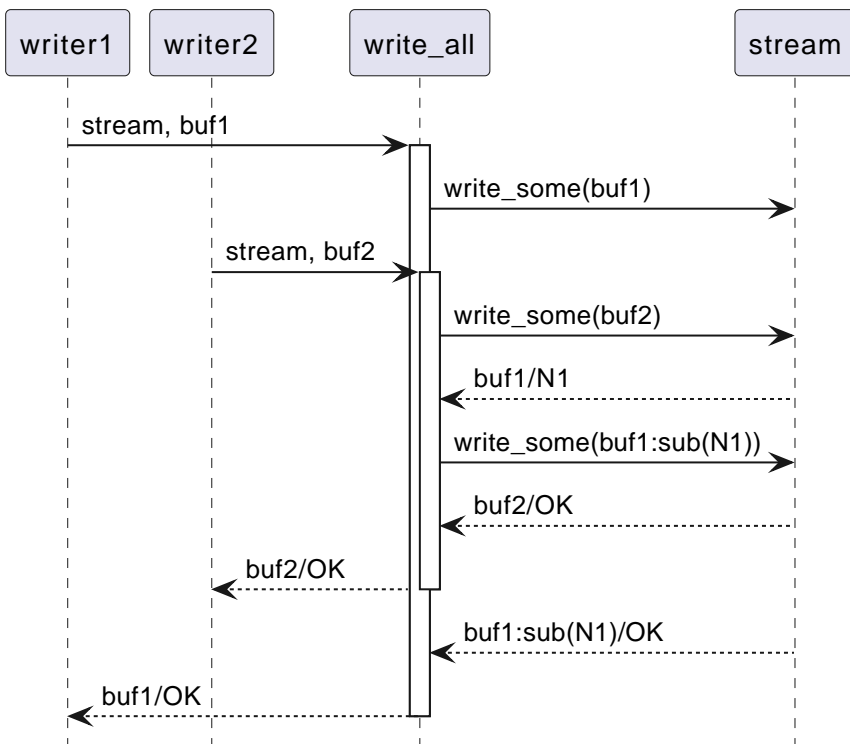 writer1
writer2
write_all
stream
stream, buf1
write_some(buf1)
stream, buf2
write_some(buf2)
buf1/N1
write_some(buf1:sub(N1))
buf2/OK
buf2/OK
buf1:sub(N1)/OK
buf1/OK